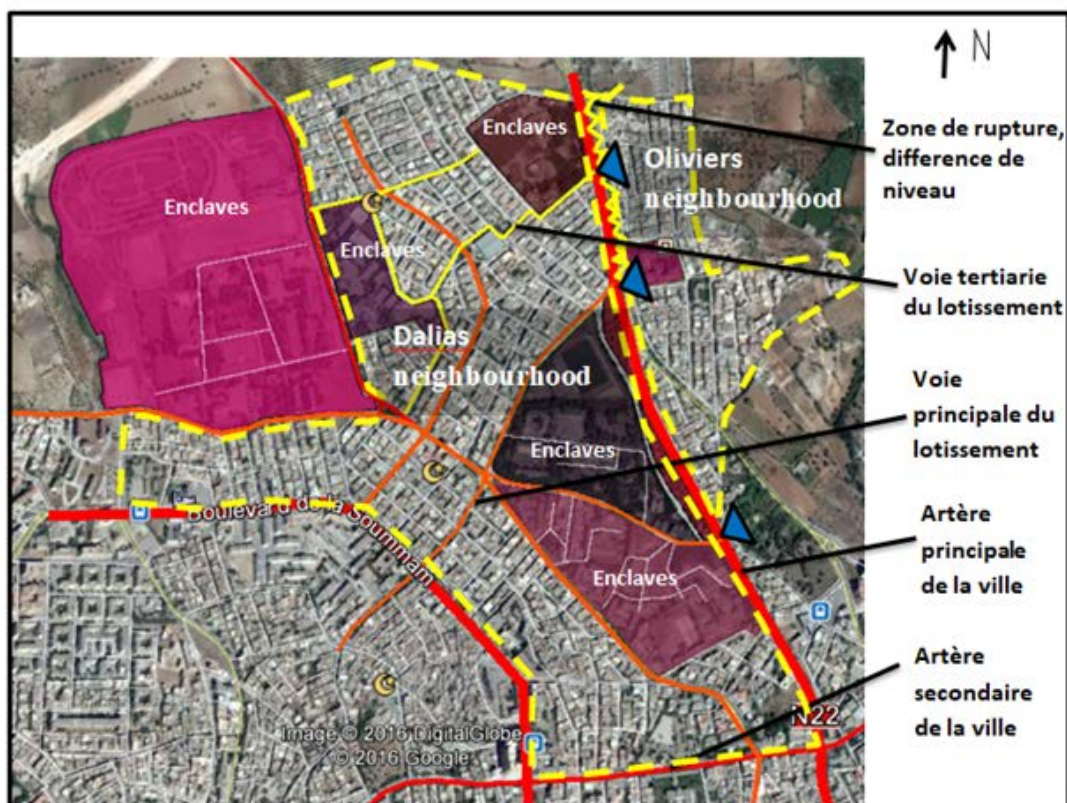 N
Enclaves
Oliviers
neighbourhood
Enclaves
Enclaves
Dalias
neighbourhood
Enclaves
Enclaves
Boulevard de la Soummam
N22
Image © 2016 DigitalGlobe
© 2016 Google
Zone de rupture,
difference de
niveau
Voie tertiarie
du lotissement
Voie
principale du
lotissement
Artère
principale
de la ville
Artère
secondaire
de la ville